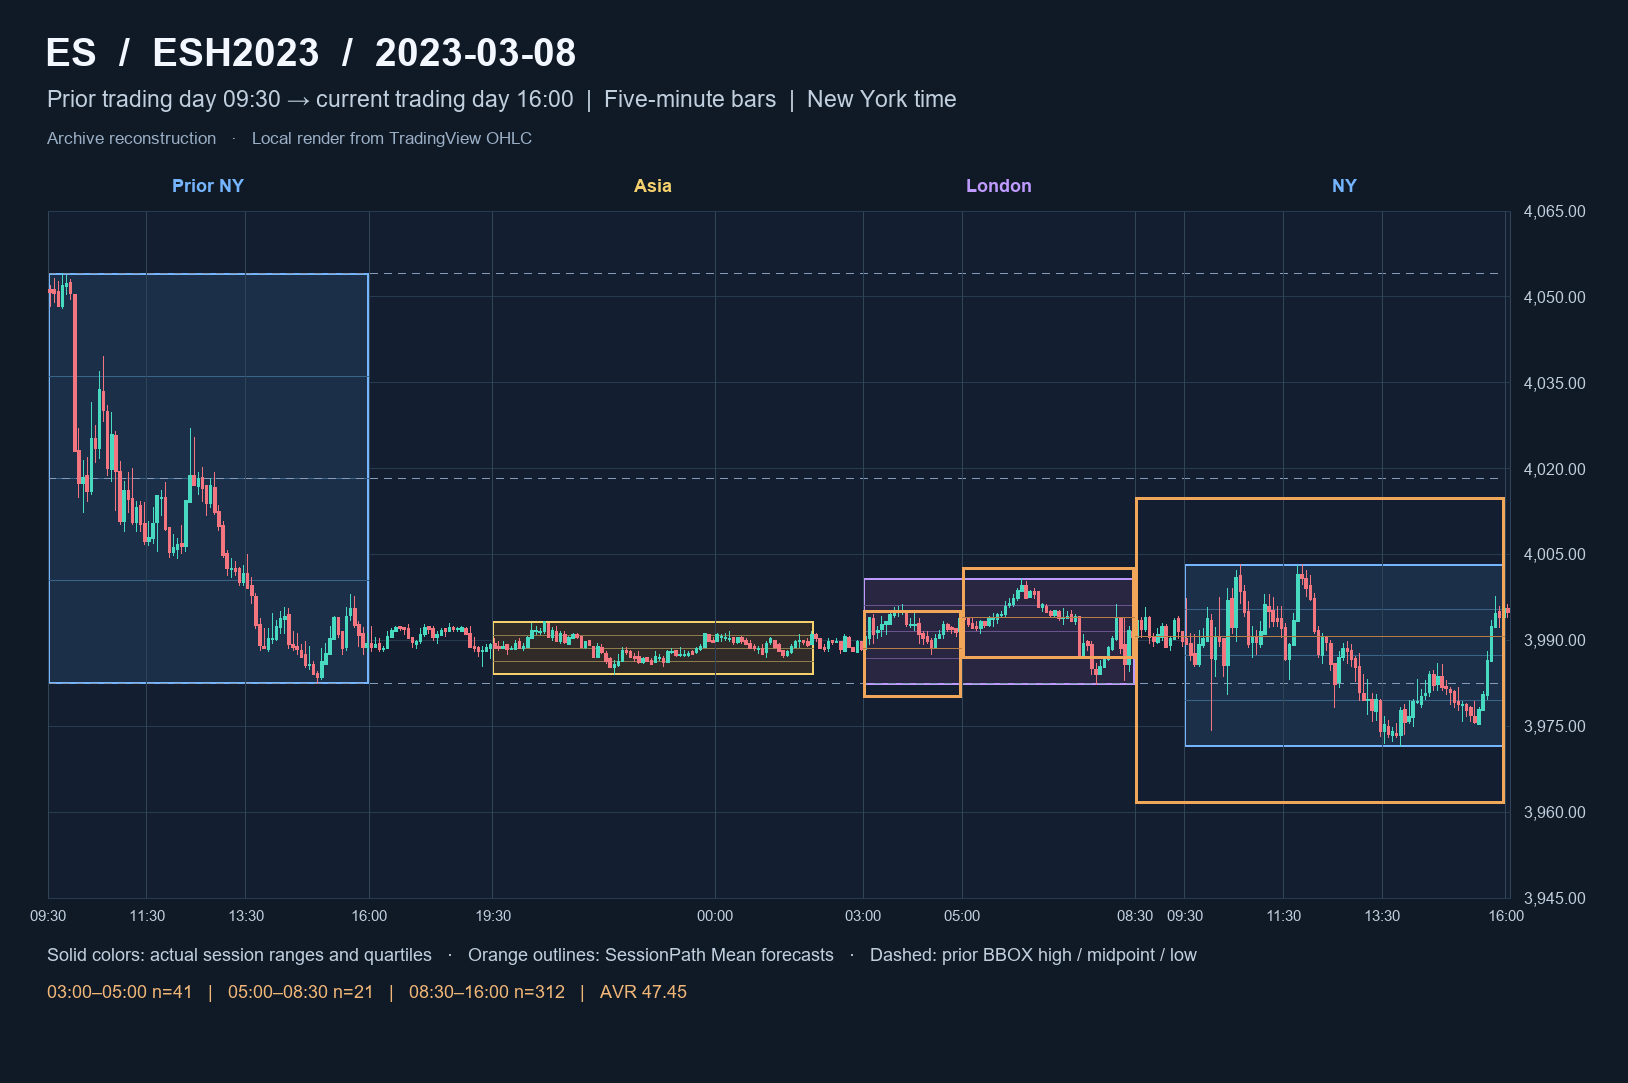 ES / ESH2023 / 2023-03-08
Prior trading day 09:30 → current trading day 16:00 | Five-minute bars | New York time
Archive reconstruction · Local render from TradingView OHLC
Prior NY Asia London NY
4,065.00
4,050.00
4,035.00
4,020.00
4,005.00
3,990.00
3,975.00
3,960.00
3,945.00
09:30 11:30 13:30 16:00 19:30 00:00 03:00 05:00 08:30 09:30 11:30 13:30 16:00
Solid colors: actual session ranges and quartiles · Orange outlines: SessionPath Mean forecasts · Dashed: prior BBOX high / midpoint / low
03:00–05:00 n=41 | 05:00–08:30 n=21 | 08:30–16:00 n=312 | AVR 47.45